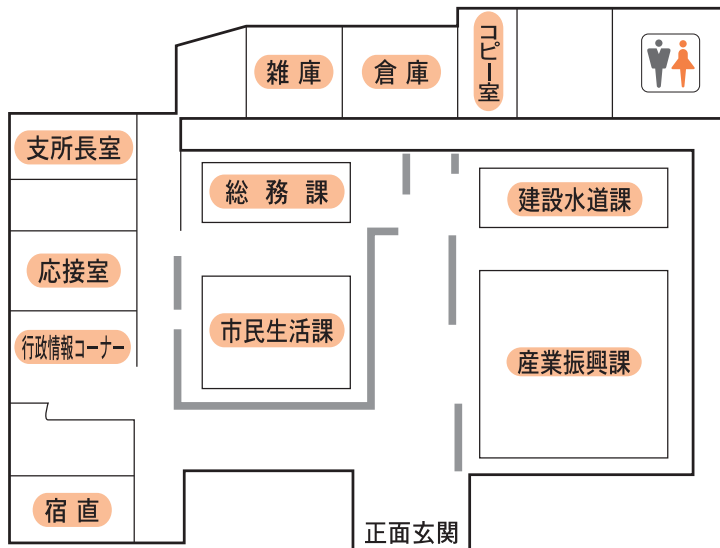 雑庫
倉庫
コピー室
支所長室
総務課
建設水道課
応接室
市民生活課
行政情報コーナー
産業振興課
宿直
正面玄関